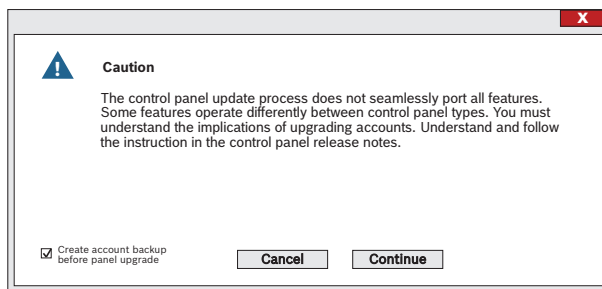 X
!
Caution
The control panel update process does not seamlessly port all features.
Some features operate differently between control panel types. You must
understand the implications of upgrading accounts. Understand and follow
the instruction in the control panel release notes.
Create account backup
before panel upgrade
Cancel
Continue